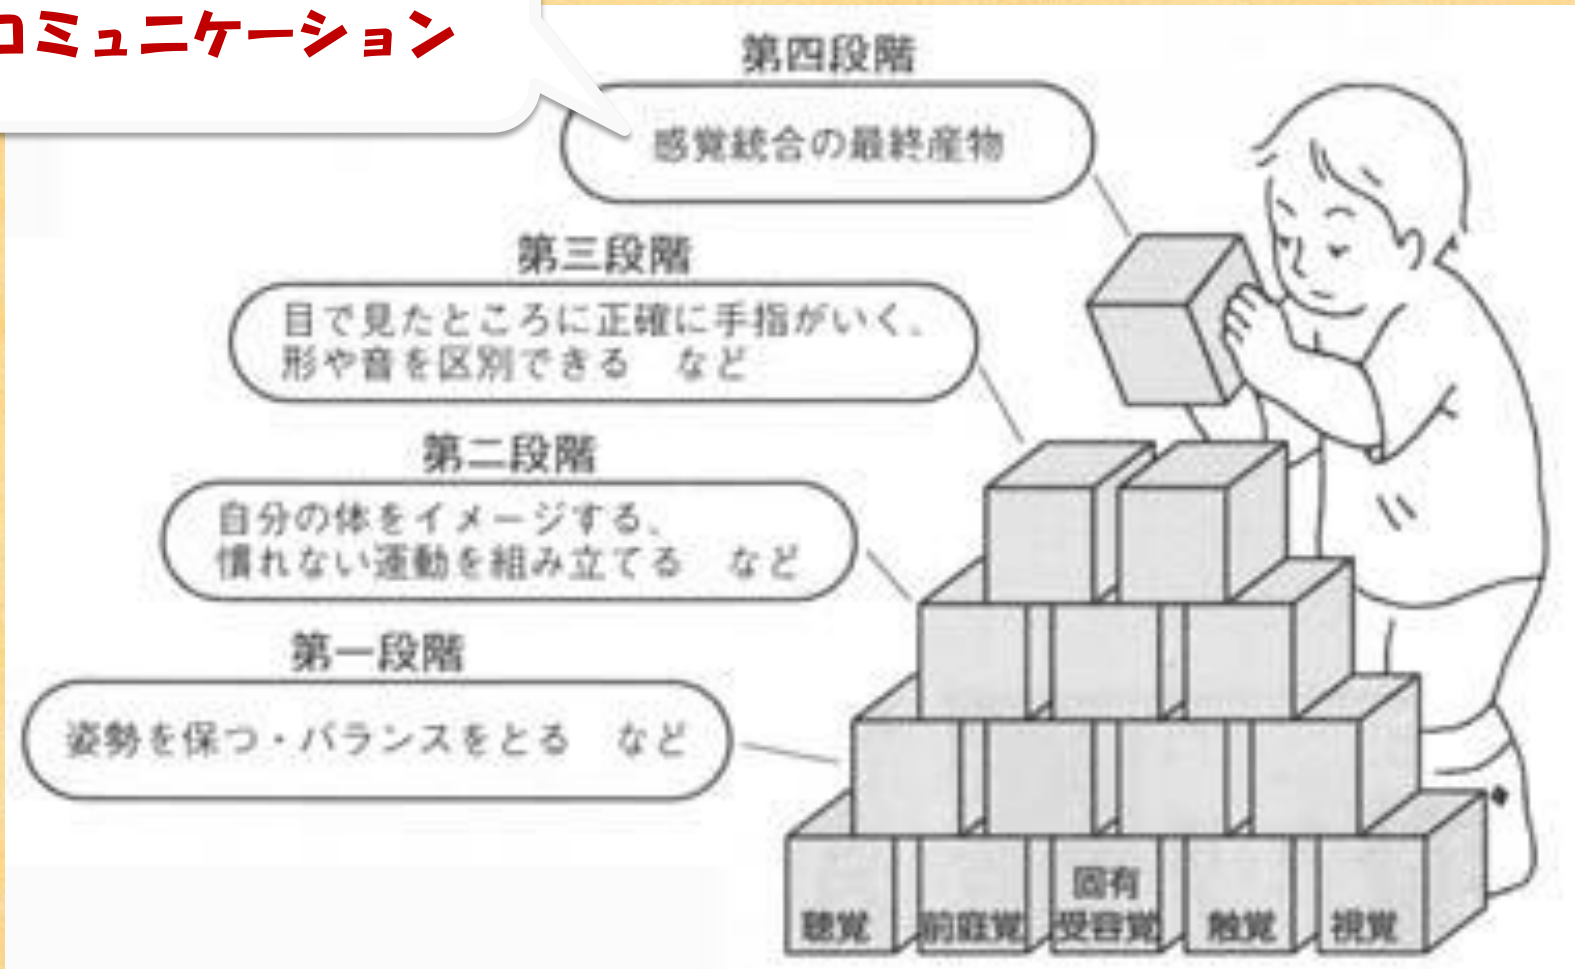 コミュニケーション
第四段階
感覚統合の最終産物
第三段階
目で見たところに正確に手指がいく、
形や音を区別できる　など
第二段階
自分の体をイメージする、
慣れない運動を組み立てる　など
第一段階
姿勢を保つ・バランスをとる　など
聴覚 前庭覚 固有受容覚 触覚 視覚